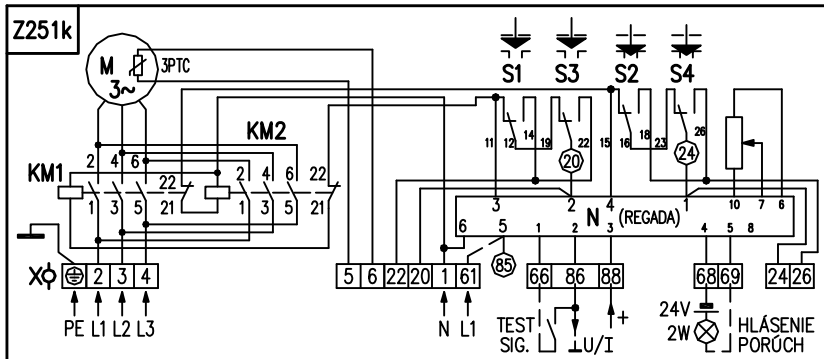 Z251k
M
3~
3PTC
S1 S3 S2 S4
KM2
KM1
2 4 6 22
1 3 5 21
2 4 6 22
1 3 5 21
11 12 14 19 22 15 16 18 23 26
20
24
10 7 6
3 2 4 1
N (REGADA)
6 5 1 2 3 4 5 8
85
X
2 3 4
5 6 22 20 1 61
66 86 88
68 69
24 26
PE L1 L2 L3
N L1
TEST
SIG.
U/I
+
24V
2W
HLÁSENIE
PORÚCH